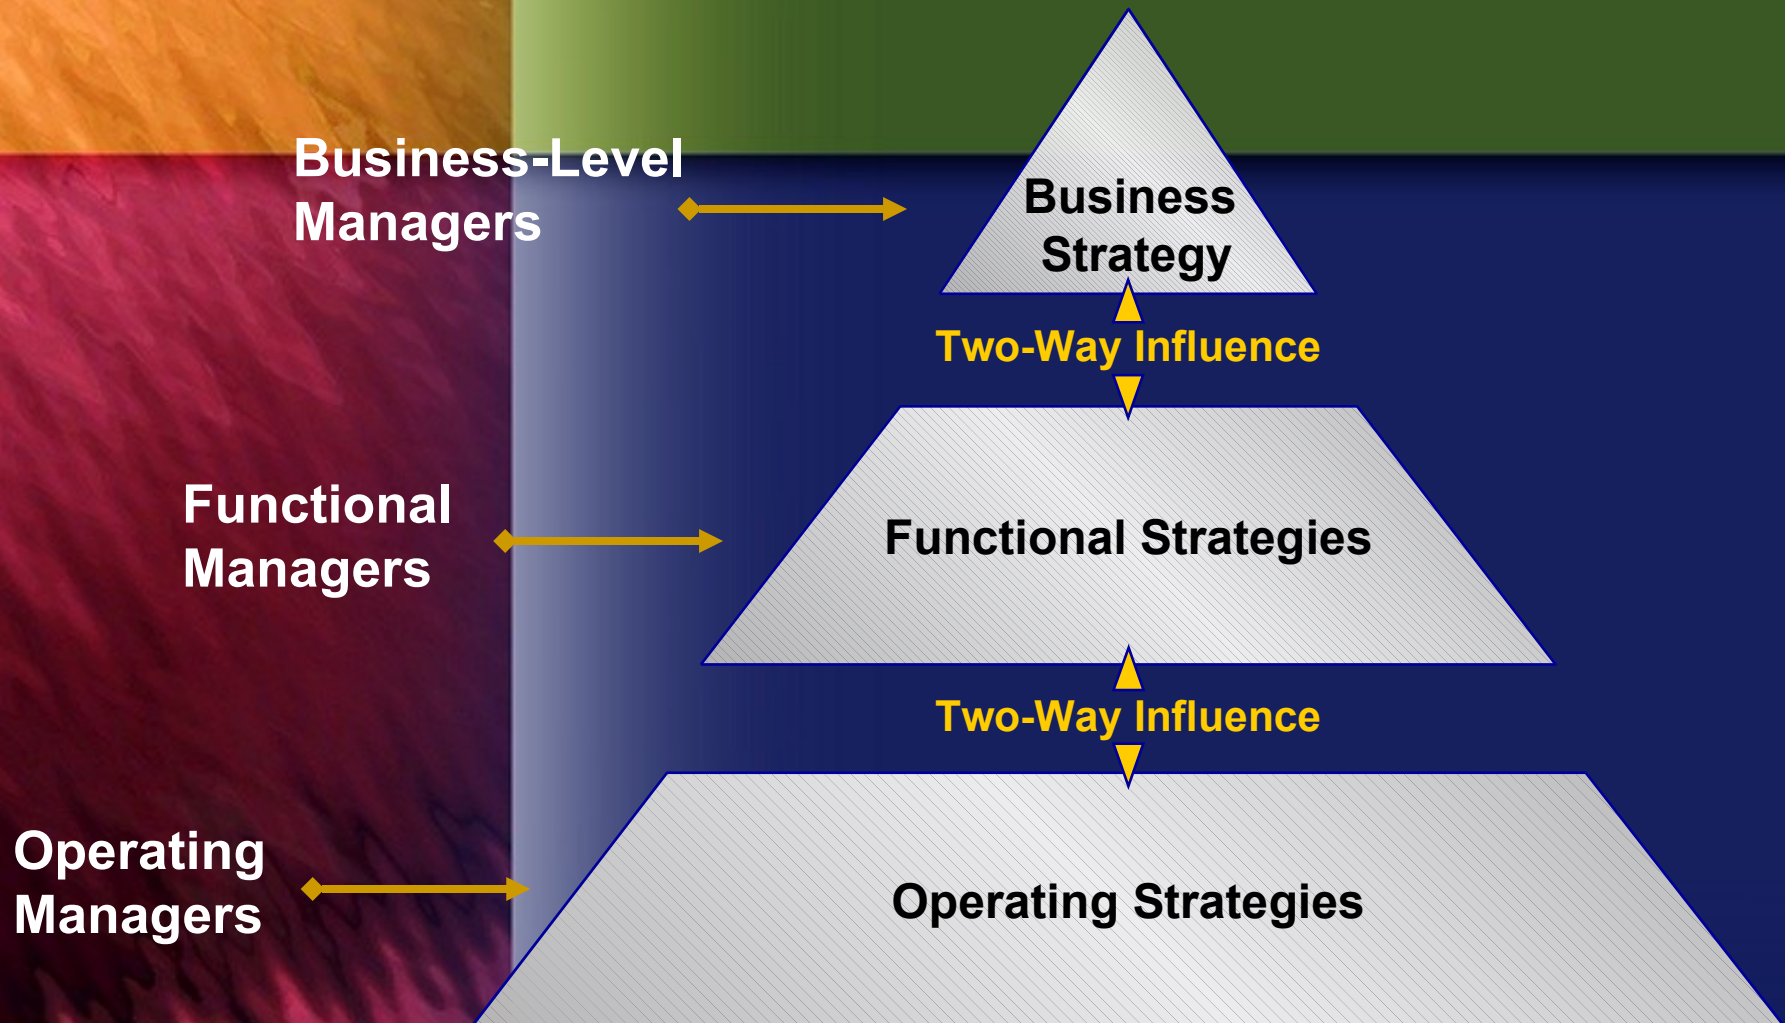 Business-Level
Managers
Business
Strategy
Two-Way Influence
Functional
Managers
Functional Strategies
Two-Way Influence
Operating
Managers
Operating Strategies